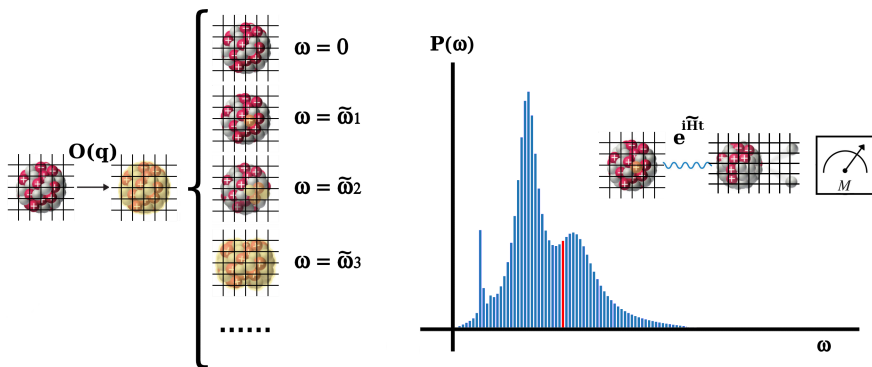 O(q)
ω = 0
ω = ω̃1
ω = ω̃2
ω = ω̃3
......
P(ω)
e^{iH̃t}
M
ω